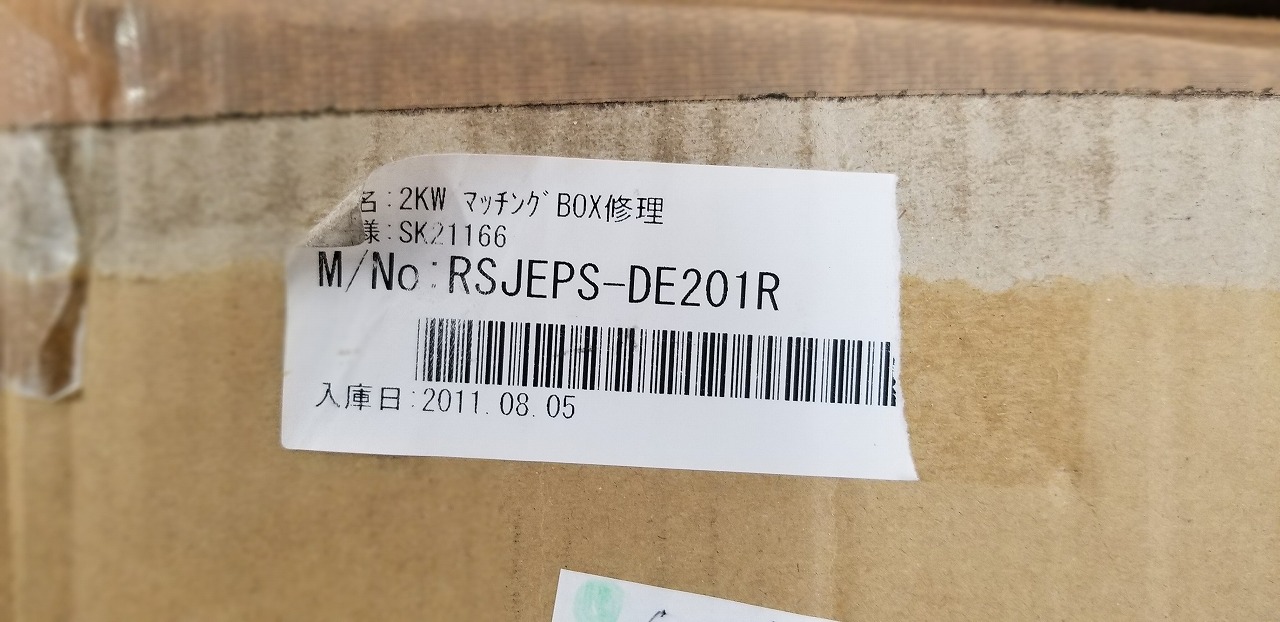 名:2KW ﾏｯﾁﾝｸﾞBOX修理
様:SK21166
M/No:RSJEPS-DE201R
入庫日:2011.08.05